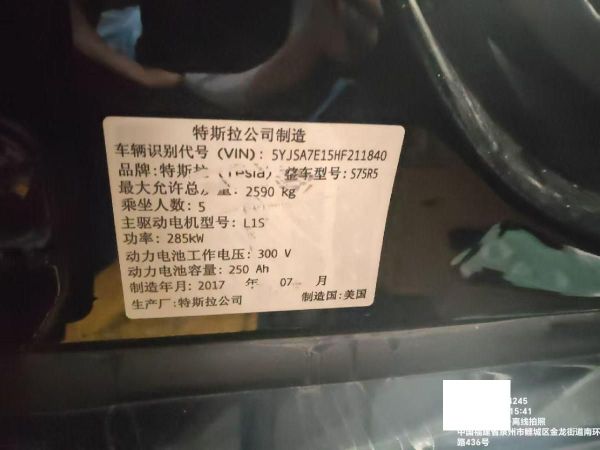 特斯拉公司制造
车辆识别代号 (VIN): 5YJSA7E15HF211840
品牌: 特斯拉 (Tesla) 整车型号: S75R5
最大允许总 量: 2590 kg
乘坐人数: 5
主驱动电机型号: L1S
功率: 285kW
动力电池工作电压: 300 V
动力电池容量: 250 Ah
制造年月: 2017 年 07 月
生产厂: 特斯拉公司 制造国: 美国
4245
15:41
离线拍照
中国福建省泉州市鲤城区金龙街道南环
路436号